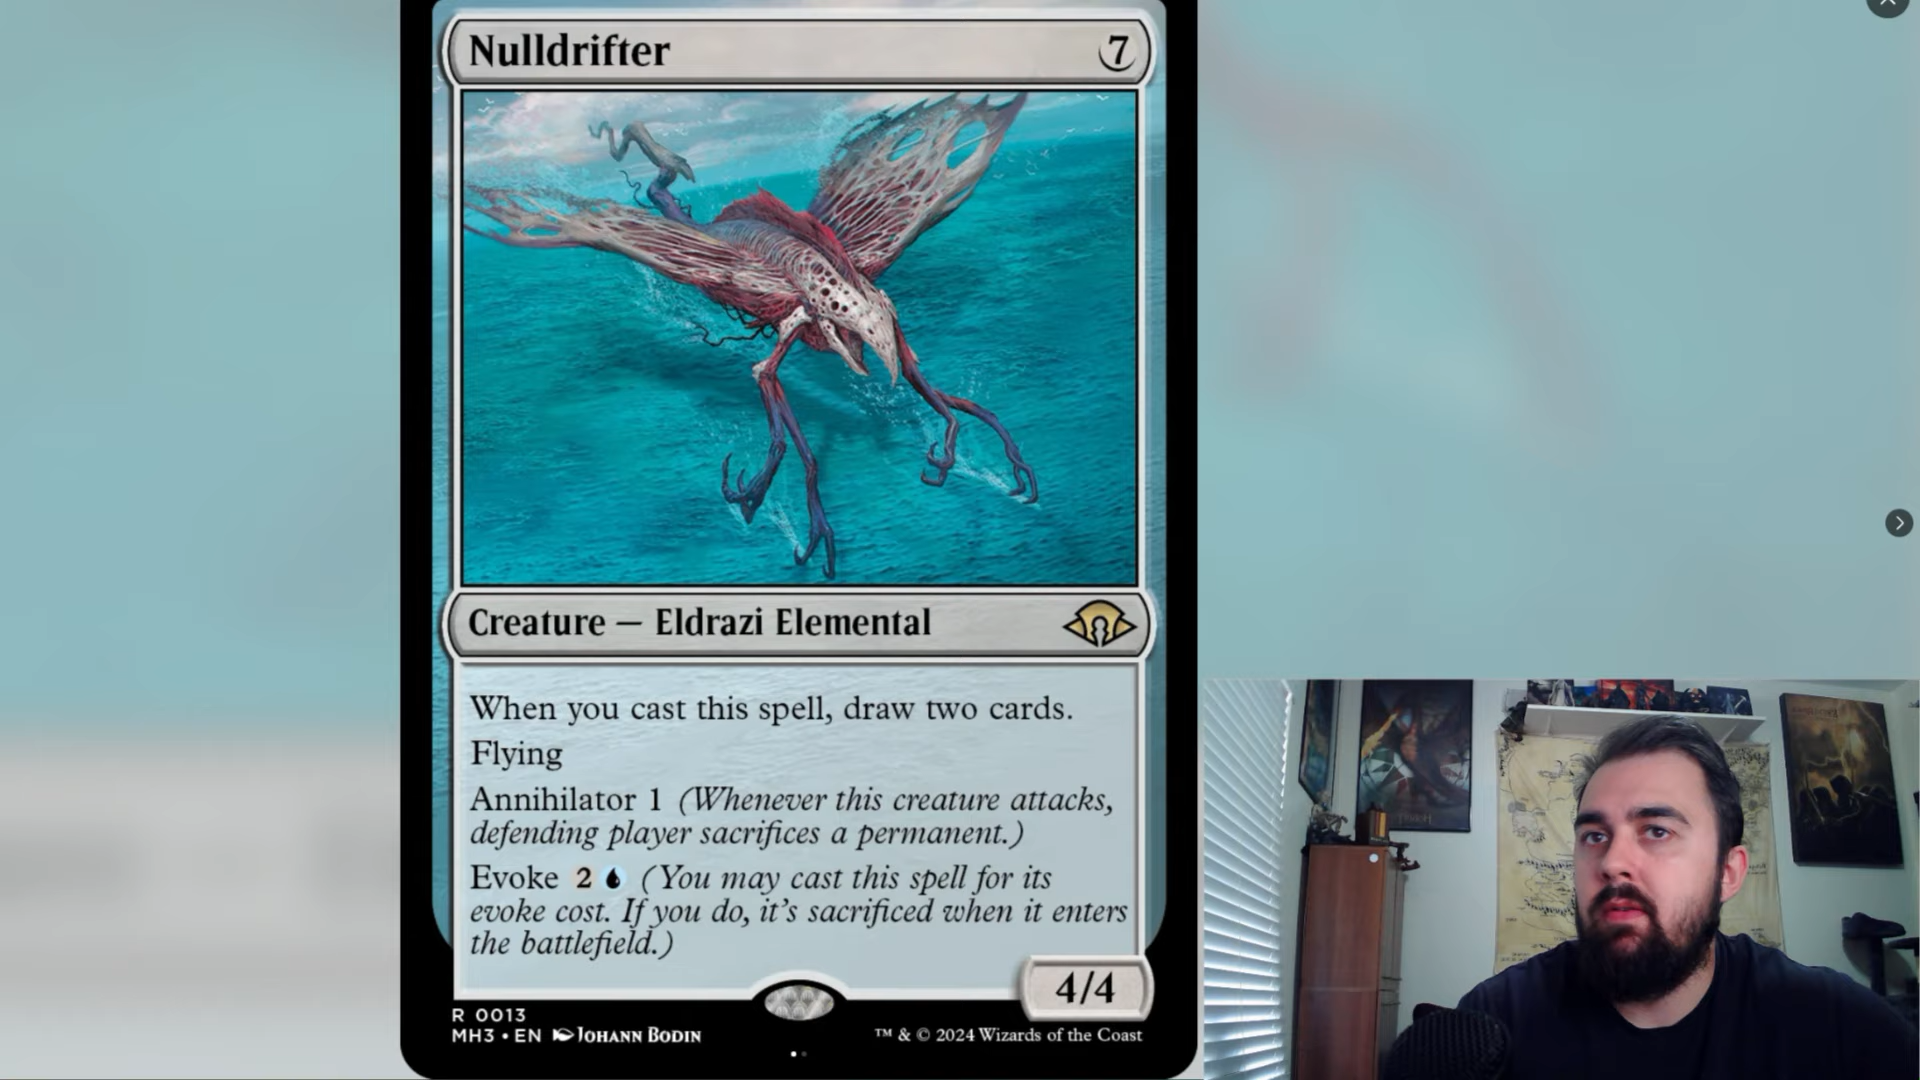 Nulldrifter 7
Creature — Eldrazi Elemental
When you cast this spell, draw two cards.
Flying
Annihilator 1 (Whenever this creature attacks,
defending player sacrifices a permanent.)
Evoke 2 (You may cast this spell for its
evoke cost. If you do, it's sacrificed when it enters
the battlefield.)
4/4
R 0013
MH3 • EN JOHANN BODIN
™ & © 2024 Wizards of the Coast